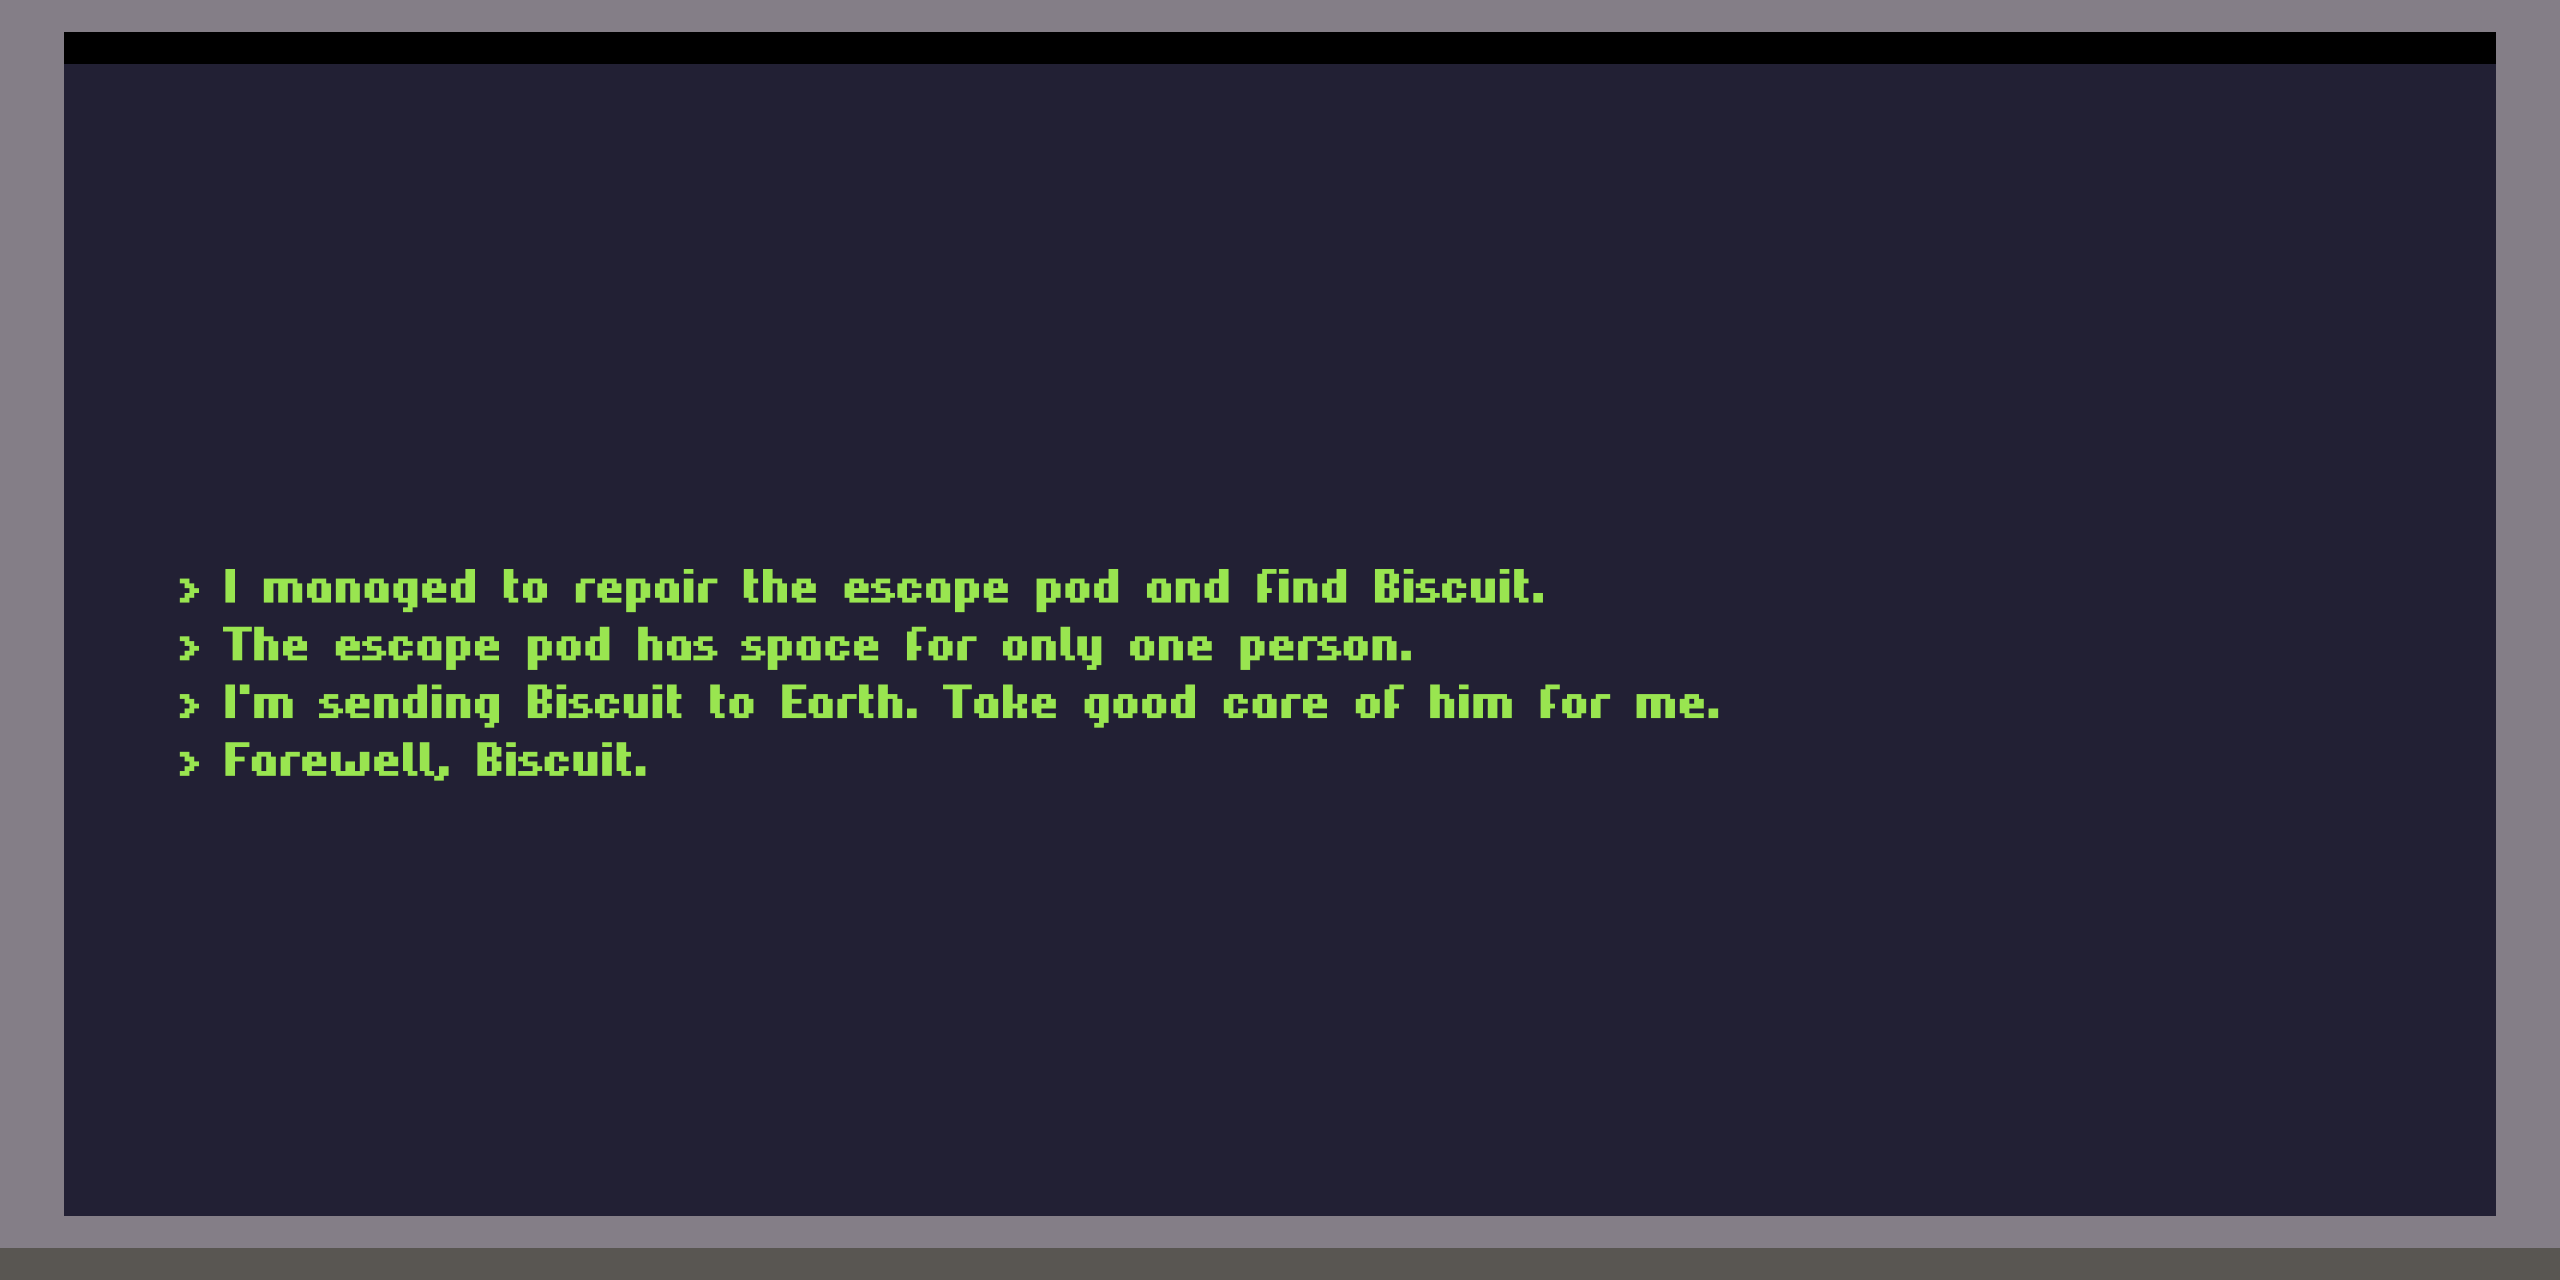 > I managed to repair the escape pod and find Biscuit.
> The escape pod has space for only one person.
> I'm sending Biscuit to Earth. Take good care of him for me.
> Farewell, Biscuit.